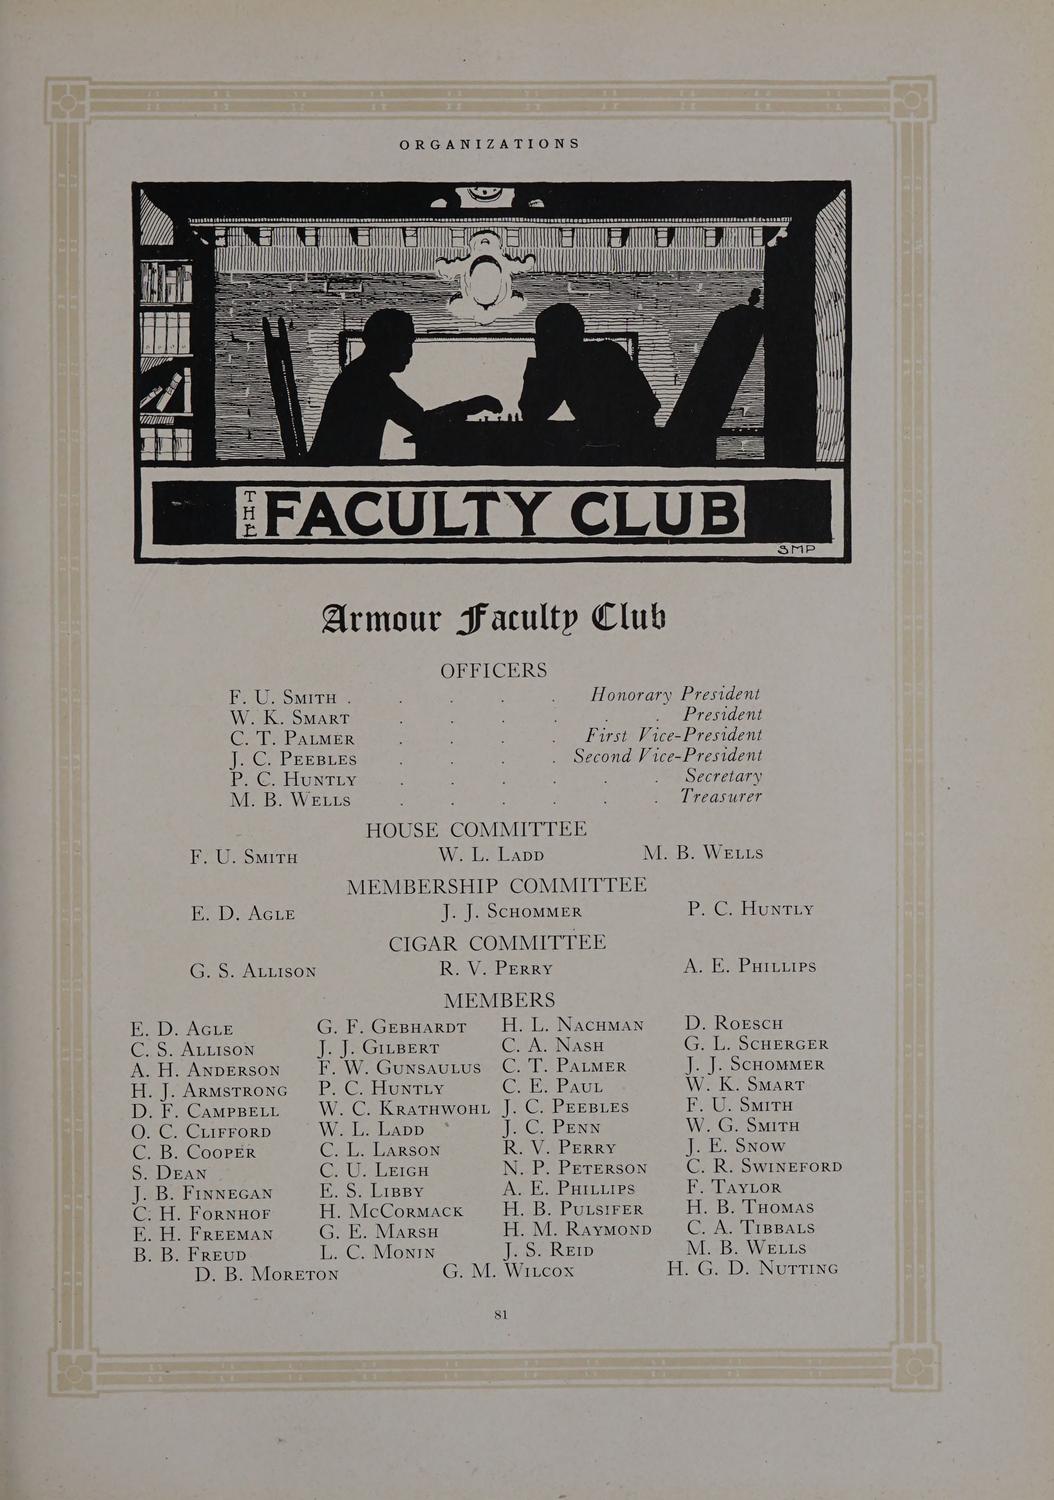 ORGANIZATIONS
THE FACULTY CLUB
SMP
Armour Faculty Club
OFFICERS
F. U. SMITH . . . . . Honorary President
W. K. SMART . . . . . . President
C. T. PALMER . . . . First Vice-President
J. C. PEEBLES . . . . Second Vice-President
P. C. HUNTLY . . . . . . Secretary
M. B. WELLS . . . . . . Treasurer
HOUSE COMMITTEE
F. U. SMITH W. L. LADD M. B. WELLS
MEMBERSHIP COMMITTEE
E. D. AGLE J. J. SCHOMMER P. C. HUNTLY
CIGAR COMMITTEE
G. S. ALLISON R. V. PERRY A. E. PHILLIPS
MEMBERS
E. D. AGLE G. F. GEBHARDT H. L. NACHMAN D. ROESCH
C. S. ALLISON J. J. GILBERT C. A. NASH G. L. SCHERGER
A. H. ANDERSON F. W. GUNSAULUS C. T. PALMER J. J. SCHOMMER
H. J. ARMSTRONG P. C. HUNTLY C. E. PAUL W. K. SMART
D. F. CAMPBELL W. C. KRATHWOHL J. C. PEEBLES F. U. SMITH
O. C. CLIFFORD W. L. LADD J. C. PENN W. G. SMITH
C. B. COOPER C. L. LARSON R. V. PERRY J. E. SNOW
S. DEAN C. U. LEIGH N. P. PETERSON C. R. SWINEFORD
J. B. FINNEGAN E. S. LIBBY A. E. PHILLIPS F. TAYLOR
C. H. FORNHOF H. MCCORMACK H. B. PULSIFER H. B. THOMAS
E. H. FREEMAN G. E. MARSH H. M. RAYMOND C. A. TIBBALS
B. B. FREUD L. C. MONIN J. S. REID M. B. WELLS
D. B. MORETON G. M. WILCOX H. G. D. NUTTING
81